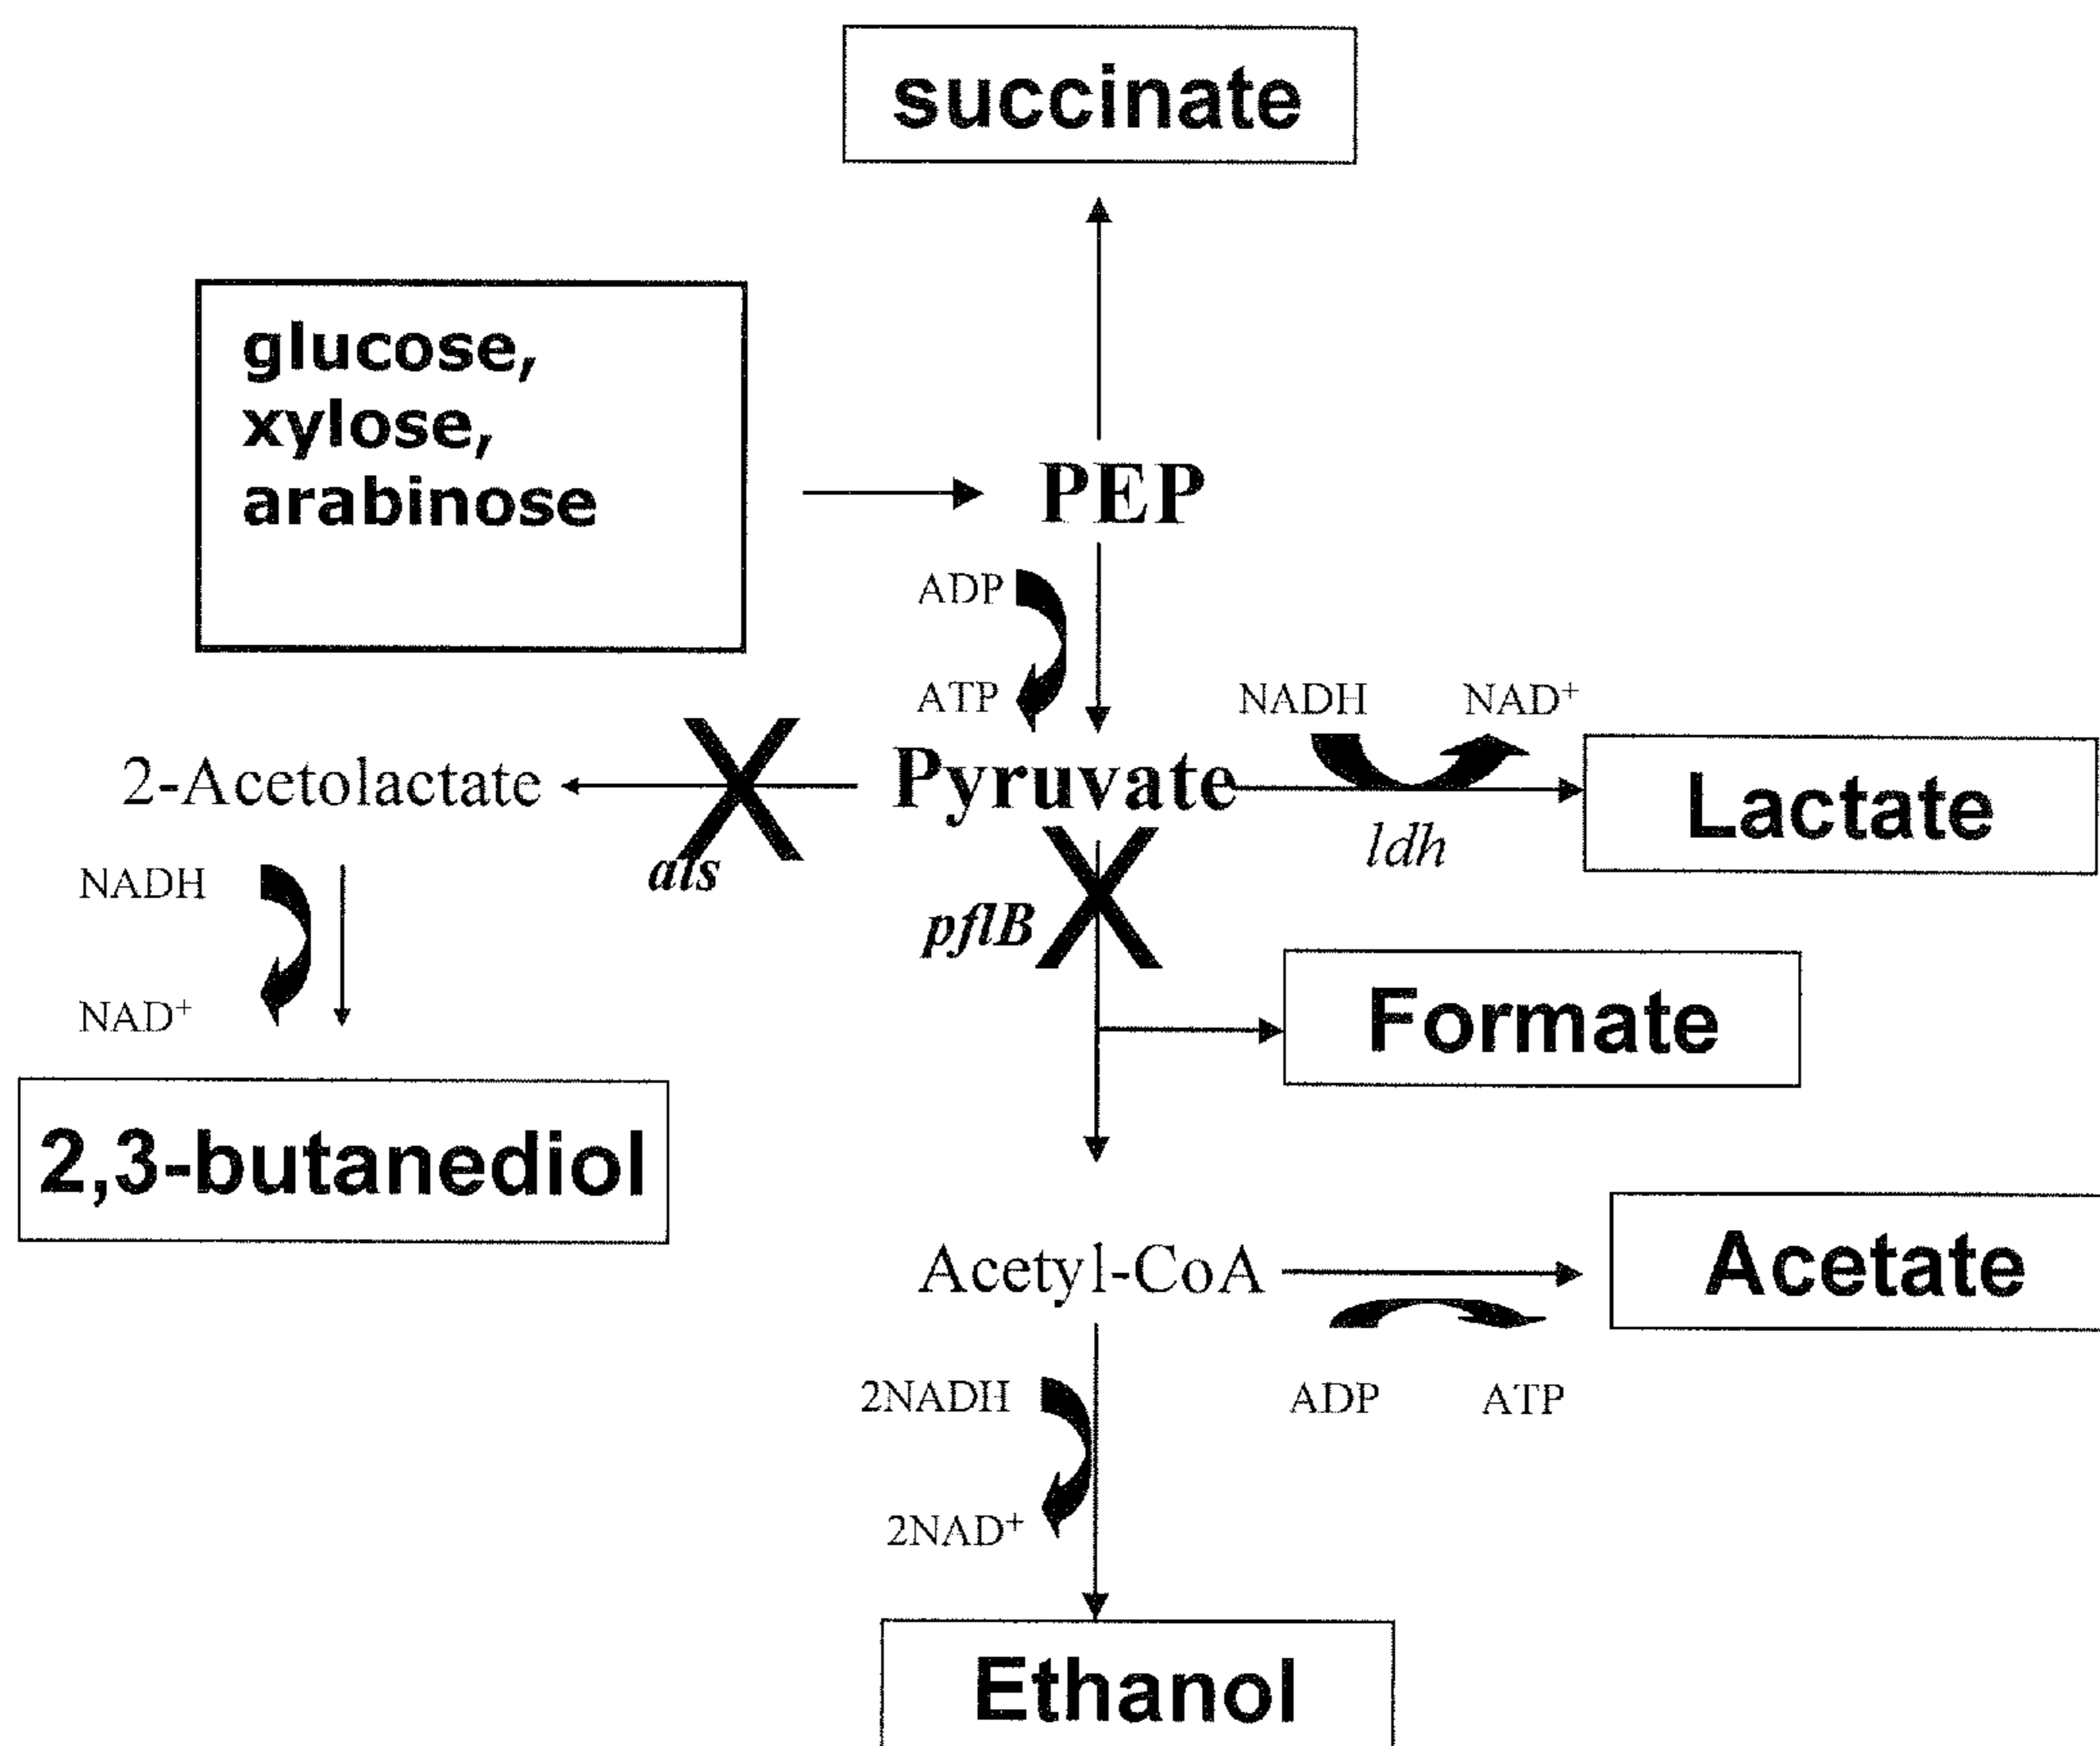 succinate
glucose,
xylose,
arabinose
PEP
ADP
ATP
NADH
NAD⁺
2-Acetolactate
Pyruvate
Lactate
als
ldh
NADH
pflB
NAD⁺
Formate
2,3-butanediol
Acetyl-CoA
Acetate
2NADH
ADP
ATP
2NAD⁺
Ethanol